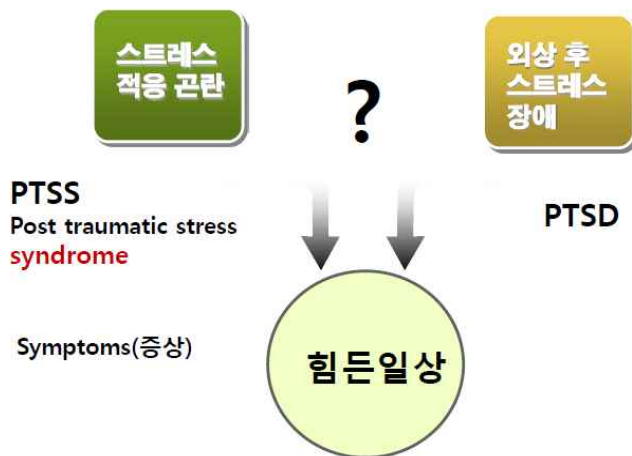 스트레스
적응 곤란
?
외상 후
스트레스
장애
PTSS
Post traumatic stress
syndrome
PTSD
Symptoms(증상)
힘든일상